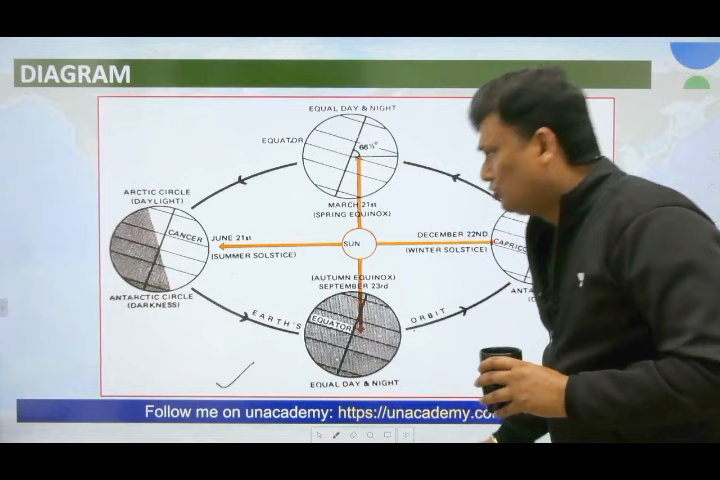 DIAGRAM
EQUAL DAY & NIGHT
EQUATOR
66½°
ARCTIC CIRCLE
(DAYLIGHT)
MARCH 21st
(SPRING EQUINOX)
CANCER
JUNE 21st
(SUMMER SOLSTICE)
SUN
DECEMBER 22ND
(WINTER SOLSTICE)
ANTARCTIC CIRCLE
(DARKNESS)
(AUTUMN EQUINOX)
SEPTEMBER 23rd
EARTH'S
EQUATOR
ORBIT
EQUAL DAY & NIGHT
Follow me on unacademy: https://unacademy.co